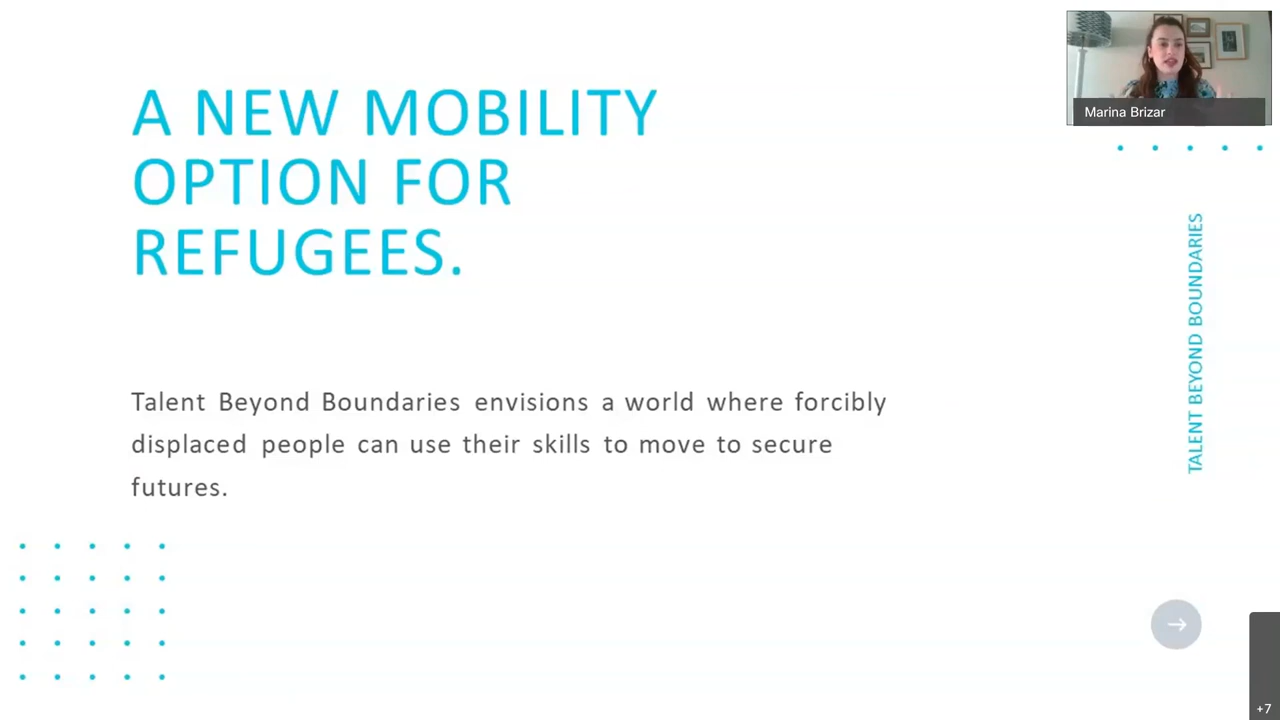 A NEW MOBILITY
OPTION FOR
REFUGEES.
Talent Beyond Boundaries envisions a world where forcibly
displaced people can use their skills to move to secure
futures.
Marina Brizar
TALENT BEYOND BOUNDARIES
+7